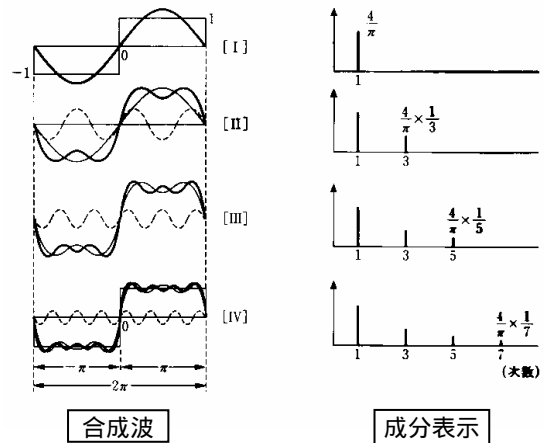 1
[I]
0
-1
4/π
1
[II]
4/π × 1/3
1 3
[III]
4/π × 1/5
1 3 5
[IV]
0
4/π × 1/7
1 3 5 7
(次数)
π π
2π
合成波
成分表示